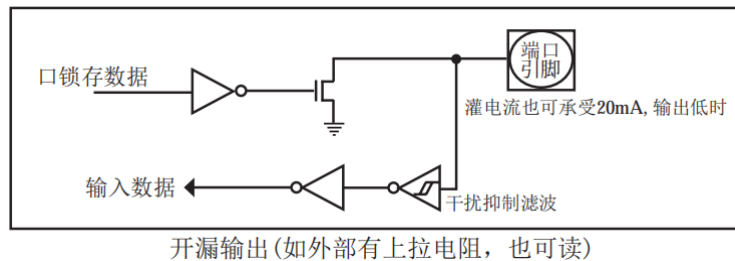 口锁存数据
端口
引脚
灌电流也可承受20mA, 输出低时
输入数据
干扰抑制滤波
开漏输出(如外部有上拉电阻，也可读)